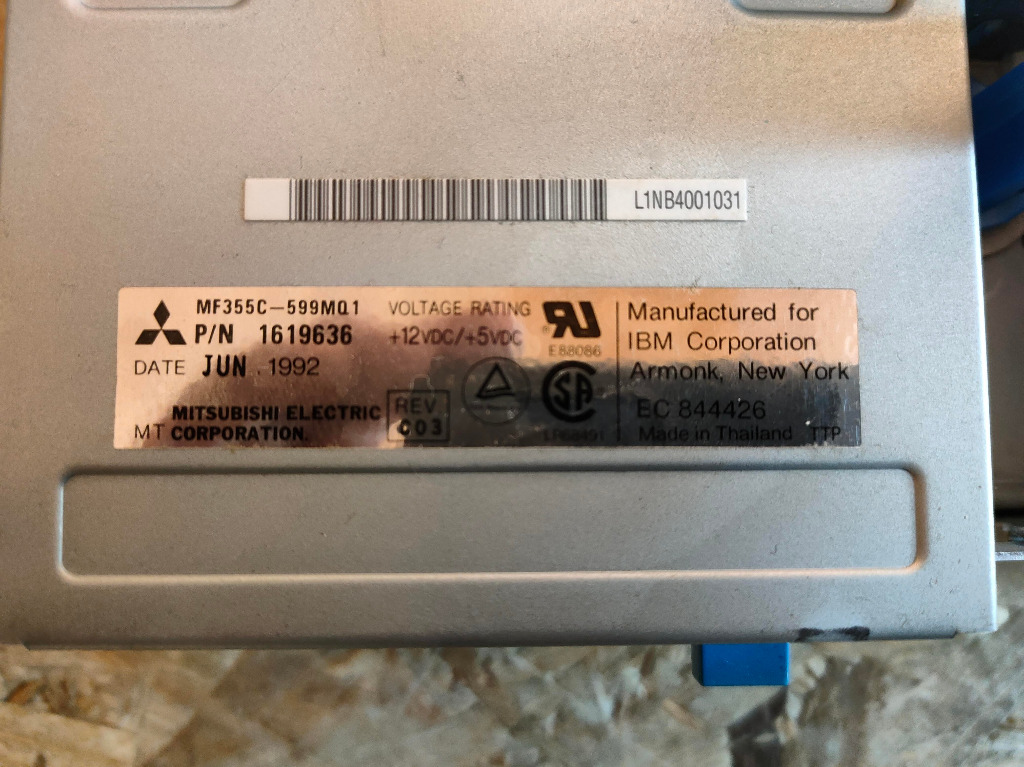 L1NB4001031
MF355C-599MQ1
P/N 1619636
DATE JUN . 1992
MITSUBISHI ELECTRIC
MT CORPORATION.
REV
C03
VOLTAGE RATING
+12VDC/+5VDC
E88086
LR68491
Manufactured for
IBM Corporation
Armonk, New York
EC 844426
Made in Thailand TTP